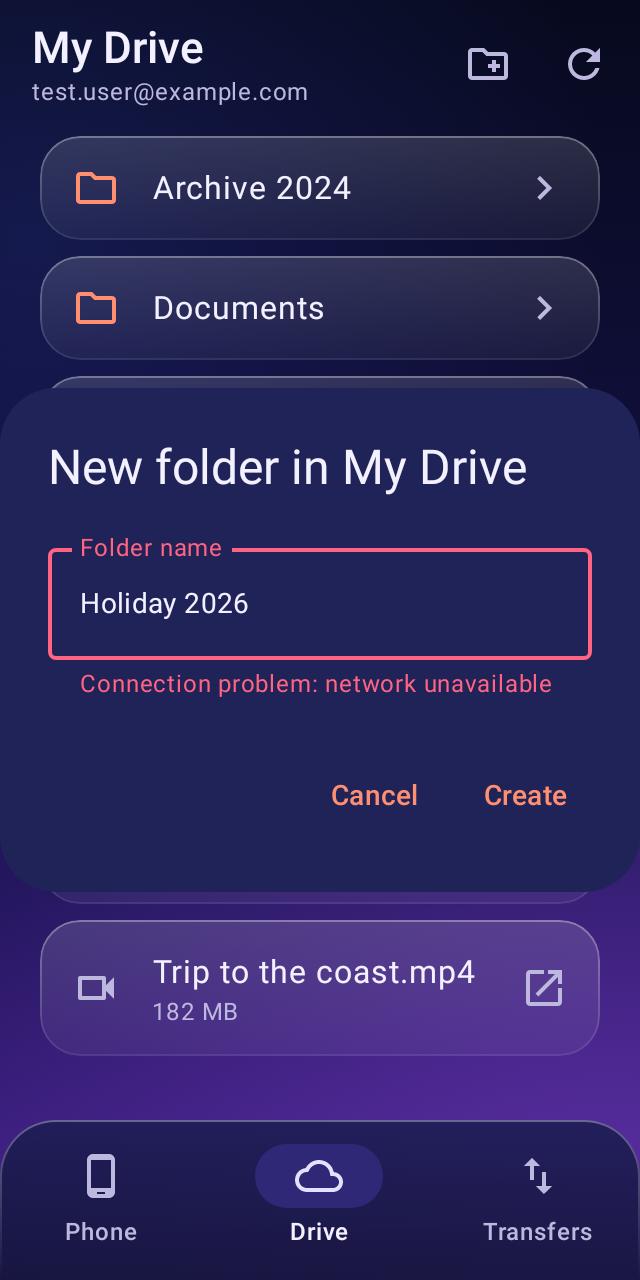 My Drive
test.user@example.com
Archive 2024
Documents
New folder in My Drive
Folder name
Holiday 2026
Connection problem: network unavailable
Cancel
Create
Trip to the coast.mp4
182 MB
Phone
Drive
Transfers